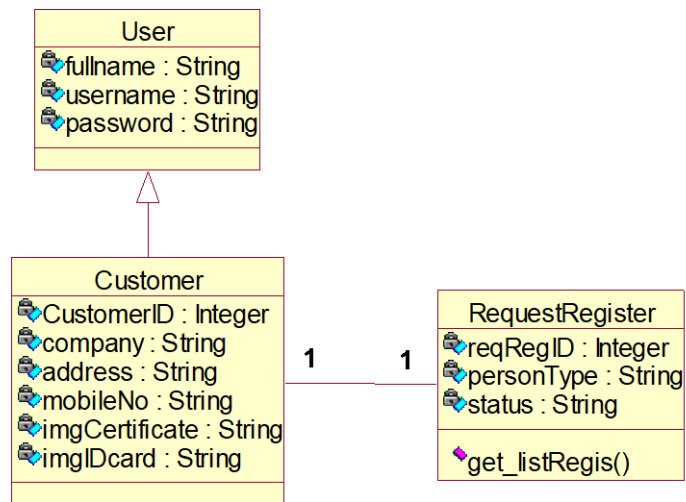 User
fullname : String
username : String
password : String
Customer
CustomerID : Integer
company : String
address : String
mobileNo : String
imgCertificate : String
imgIDcard : String
1
1
RequestRegister
reqRegID : Integer
personType : String
status : String
get_listRegis()